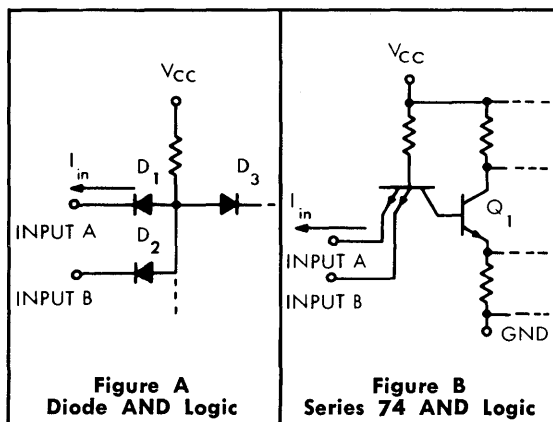 VCC
Iin
D1
D3
INPUT A
D2
INPUT B
Figure A
Diode AND Logic
VCC
Iin
Q1
INPUT A
INPUT B
GND
Figure B
Series 74 AND Logic